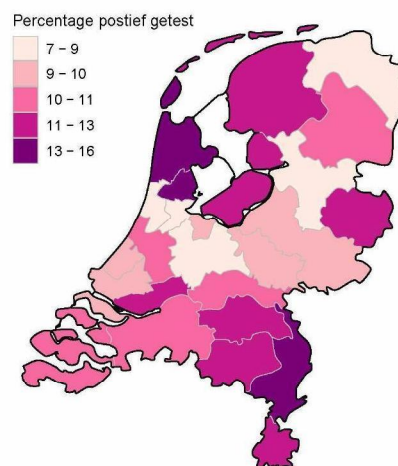 Percentage postief getest
7 – 9
9 – 10
10 – 11
11 – 13
13 – 16